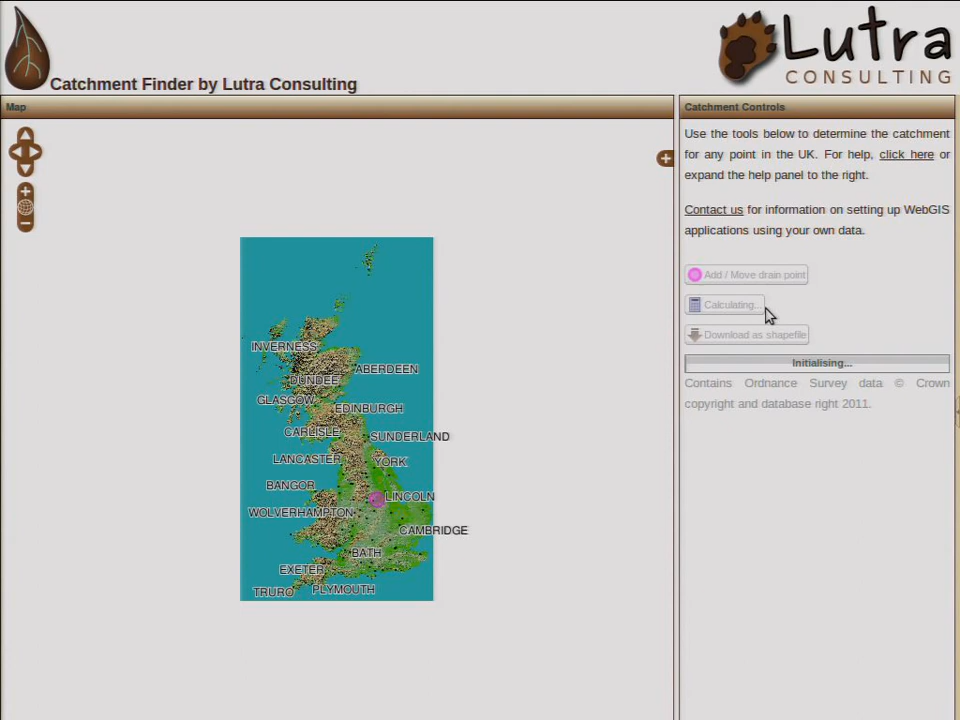 Lutra
CONSULTING
Catchment Finder by Lutra Consulting
Map
Catchment Controls
Use the tools below to determine the catchment
for any point in the UK. For help, click here or
expand the help panel to the right.
Contact us for information on setting up WebGIS
applications using your own data.
Add / Move drain point
Calculating...
Download as shapefile
Initialising...
Contains Ordnance Survey data © Crown
copyright and database right 2011.
INVERNESS
ABERDEEN
DUNDEE
GLASGOW
EDINBURGH
CARLISLE
SUNDERLAND
LANCASTER
YORK
BANGOR
LINCOLN
WOLVERHAMPTON
CAMBRIDGE
BATH
EXETER
TRURO
PLYMOUTH